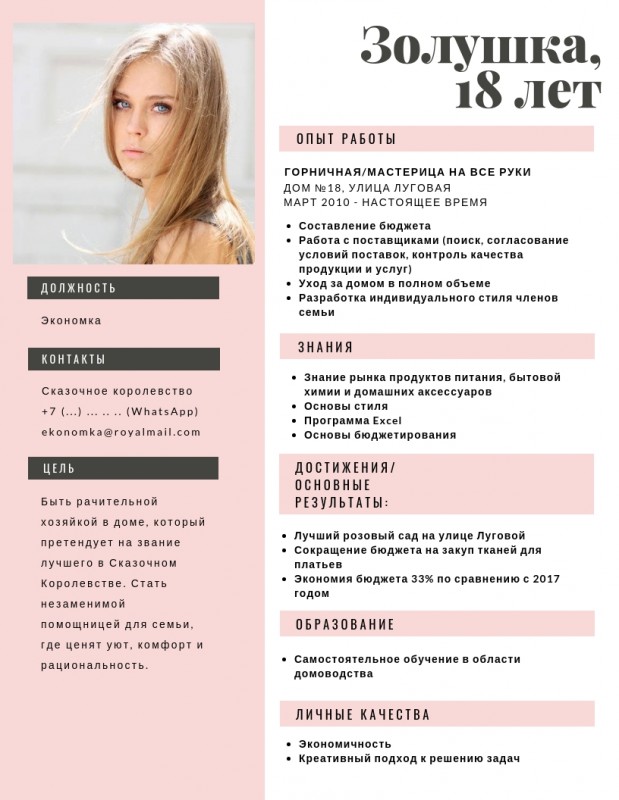 Золушка,
18 лет
ДОЛЖНОСТЬ
Экономка
КОНТАКТЫ
Сказочное королевство
+7 (...) ... .. .. (WhatsApp)
ekonomka@royalmail.com
ЦЕЛЬ
Быть рачительной
хозяйкой в доме, который
претендует на звание
лучшего в Сказочном
Королевстве. Стать
незаменимой
помощницей для семьи,
где ценят уют, комфорт и
рациональность.
ОПЫТ РАБОТЫ
ГОРНИЧНАЯ/МАСТЕРИЦА НА ВСЕ РУКИ
ДОМ №18, УЛИЦА ЛУГОВАЯ
МАРТ 2010 - НАСТОЯЩЕЕ ВРЕМЯ
• Составление бюджета
• Работа с поставщиками (поиск, согласование
условий поставок, контроль качества
продукции и услуг)
• Уход за домом в полном объеме
• Разработка индивидуального стиля членов
семьи
ЗНАНИЯ
• Знание рынка продуктов питания, бытовой
химии и домашних аксессуаров
• Основы стиля
• Программа Excel
• Основы бюджетирования
ДОСТИЖЕНИЯ/
ОСНОВНЫЕ
РЕЗУЛЬТАТЫ:
• Лучший розовый сад на улице Луговой
• Сокращение бюджета на закуп тканей для
платьев
• Экономия бюджета 33% по сравнению с 2017
годом
ОБРАЗОВАНИЕ
• Самостоятельное обучение в области
домоводства
ЛИЧНЫЕ КАЧЕСТВА
• Экономичность
• Креативный подход к решению задач